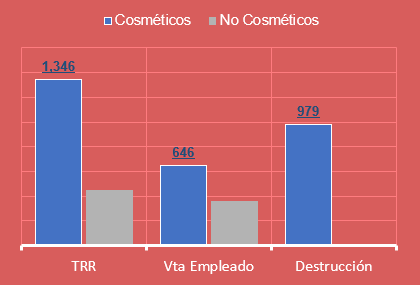 Cosméticos No Cosméticos
1,346
646
979
TRR Vta Empleado Destrucción